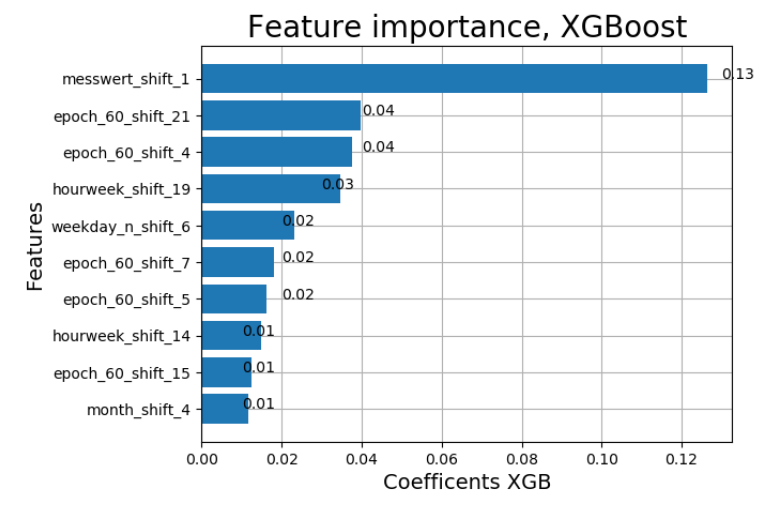 Feature importance, XGBoost
messwert_shift_1
0.13
epoch_60_shift_21
0.04
epoch_60_shift_4
0.04
hourweek_shift_19
0.03
weekday_n_shift_6
0.02
epoch_60_shift_7
0.02
epoch_60_shift_5
0.02
hourweek_shift_14
0.01
epoch_60_shift_15
0.01
month_shift_4
0.01
Features
0.00 0.02 0.04 0.06 0.08 0.10 0.12
Coefficents XGB